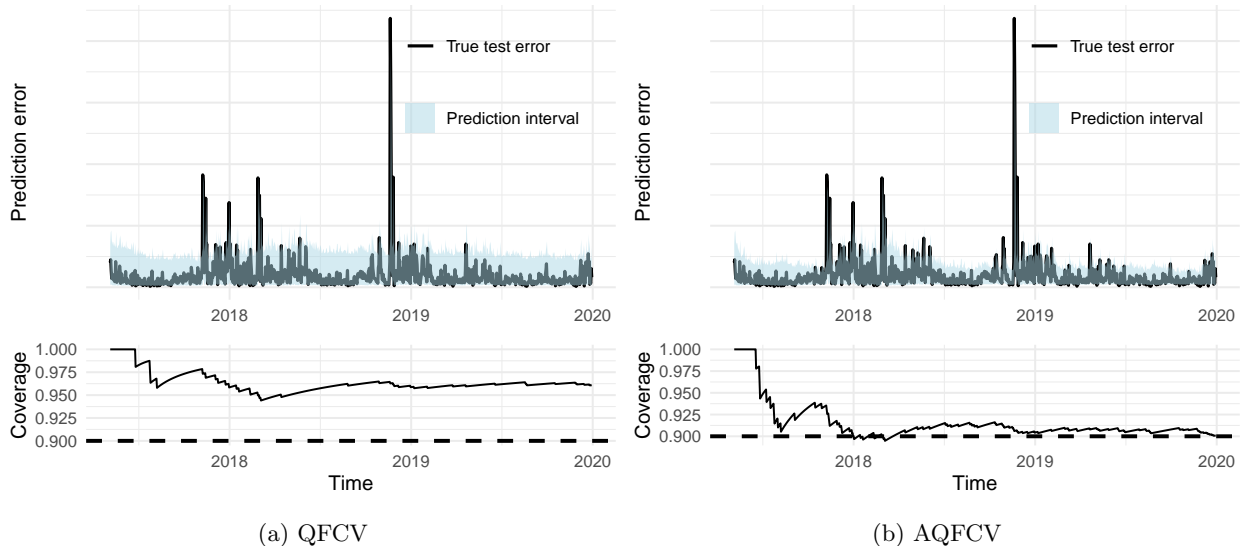 Prediction error
True test error
Prediction interval
2018 2019 2020
Coverage
1.000
0.975
0.950
0.925
0.900
2018 2019 2020
Time
(a) QFCV
Prediction error
True test error
Prediction interval
2018 2019 2020
Coverage
1.000
0.975
0.950
0.925
0.900
2018 2019 2020
Time
(b) AQFCV